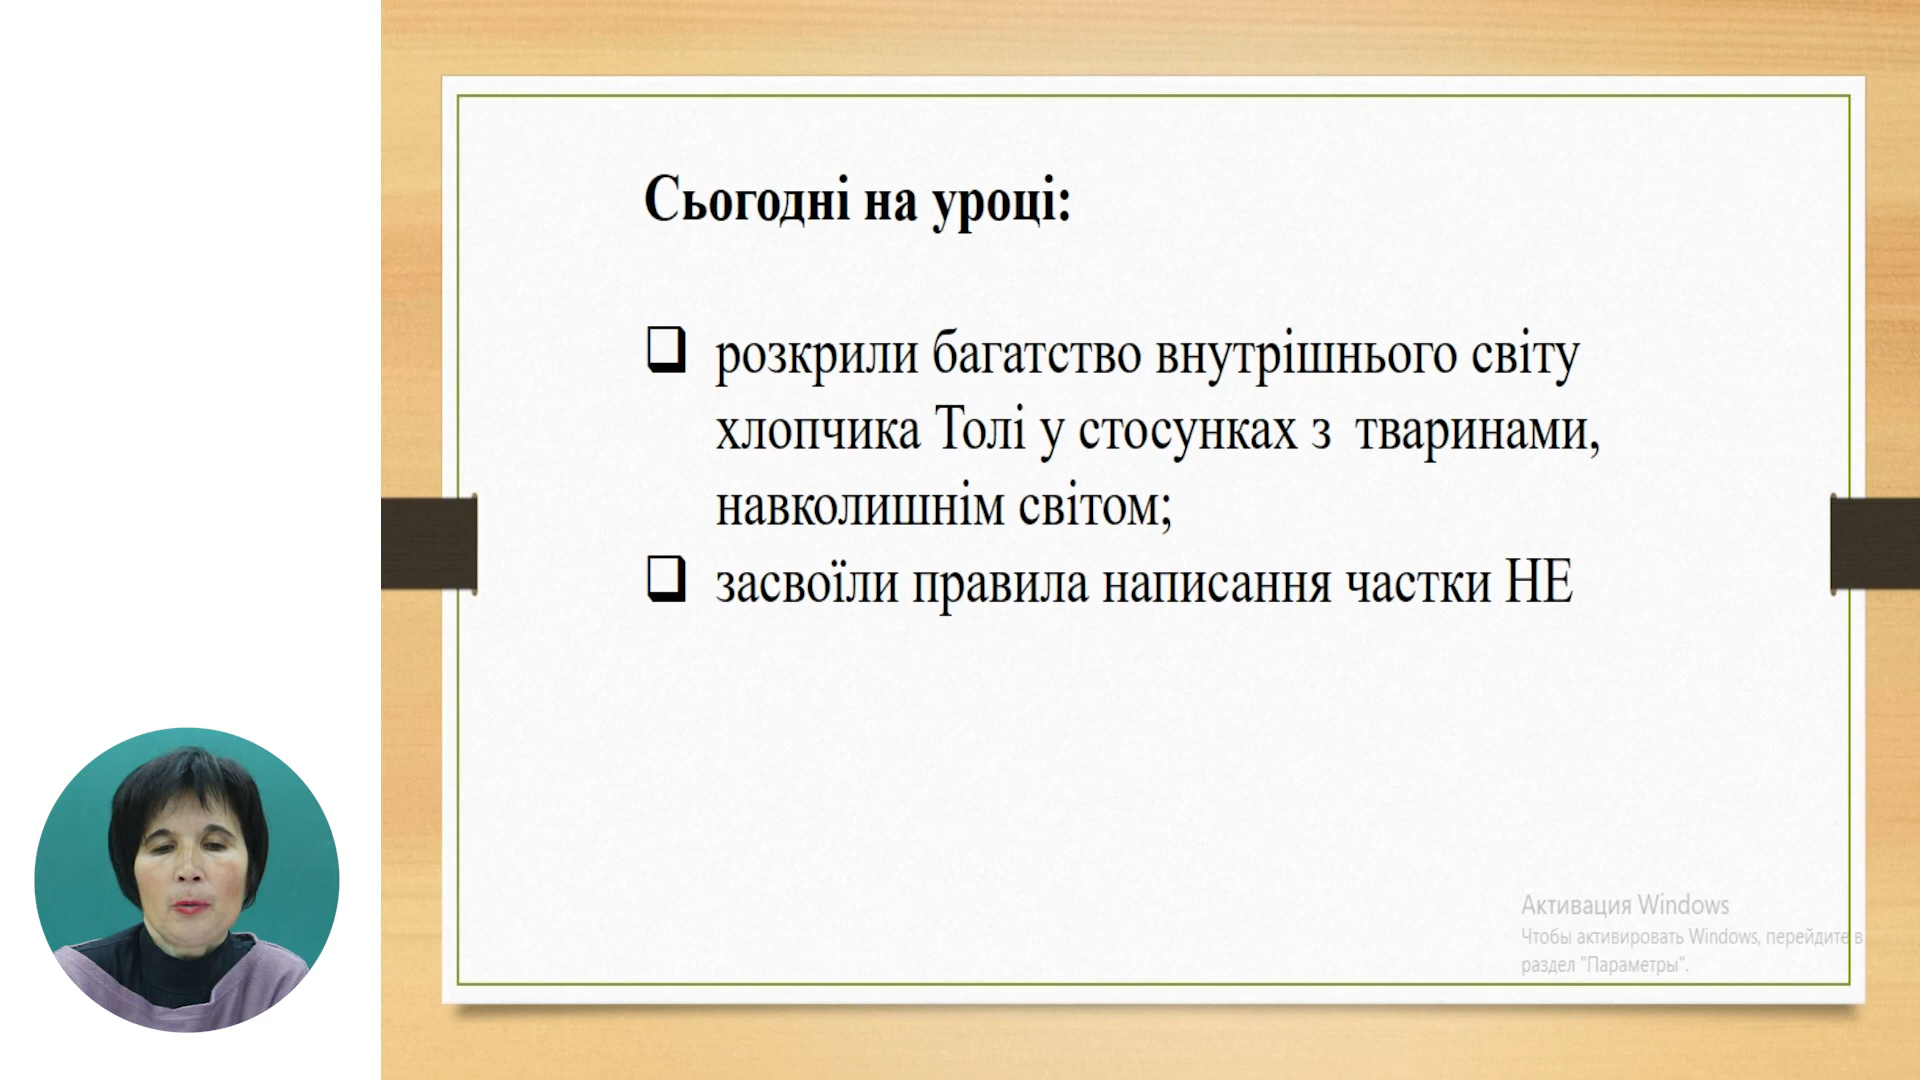 Сьогодні на уроці:
розкрили багатство внутрішнього світу
хлопчика Толі у стосунках з тваринами,
навколишнім світом;
засвоїли правила написання частки НЕ
Активация Windows
Чтобы активировать Windows, перейдите в
раздел "Параметры".